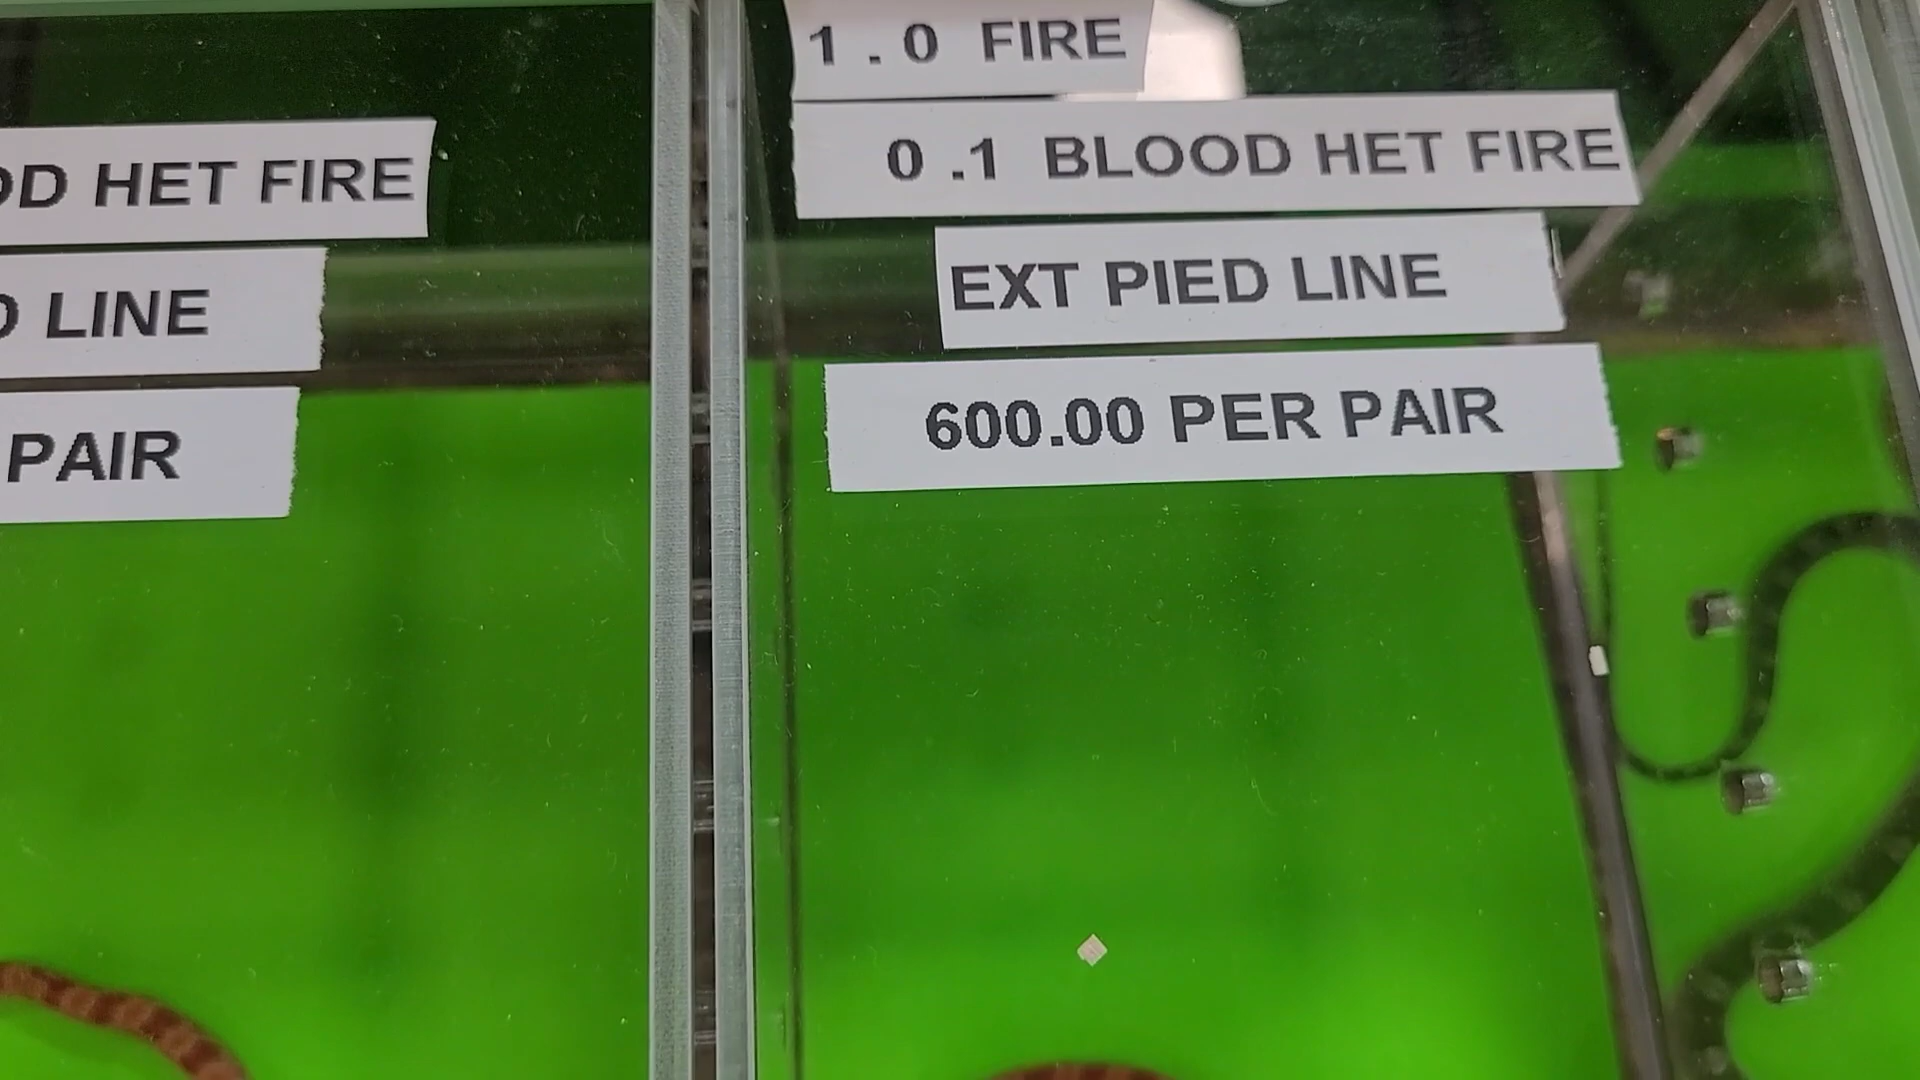 1 . 0 FIRE
0 .1 BLOOD HET FIRE
EXT PIED LINE
600.00 PER PAIR
HET FIRE
LINE
PAIR